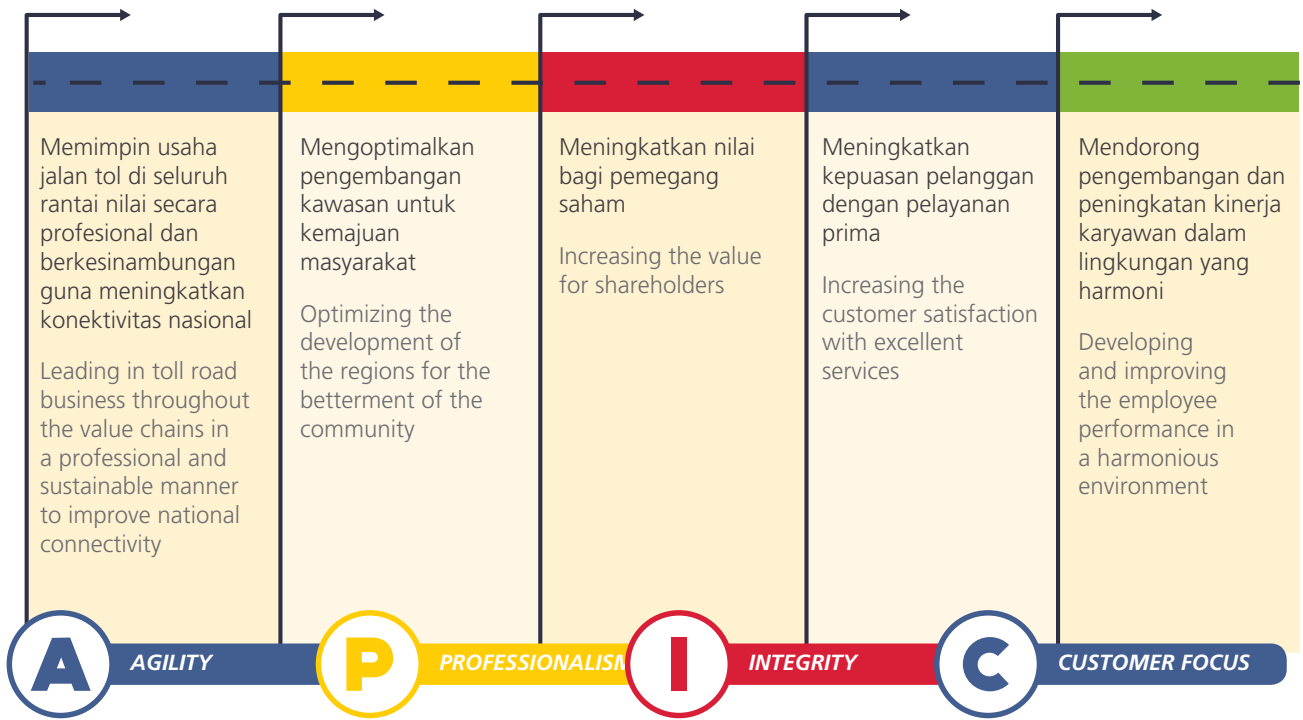 Memimpin usaha
jalan tol di seluruh
rantai nilai secara
profesional dan
berkesinambungan
guna meningkatkan
konektivitas nasional
Leading in toll road
business throughout
the value chains in
a professional and
sustainable manner
to improve national
connectivity
Mengoptimalkan
pengembangan
kawasan untuk
kemajuan
masyarakat
Optimizing the
development of
the regions for the
betterment of the
community
Meningkatkan nilai
bagi pemegang
saham
Increasing the value
for shareholders
Meningkatkan
kepuasan pelanggan
dengan pelayanan
prima
Increasing the
customer satisfaction
with excellent
services
Mendorong
pengembangan dan
peningkatan kinerja
karyawan dalam
lingkungan yang
harmoni
Developing
and improving
the employee
performance in
a harmonious
environment
A AGILITY
P PROFESSIONALISM
I INTEGRITY
C CUSTOMER FOCUS